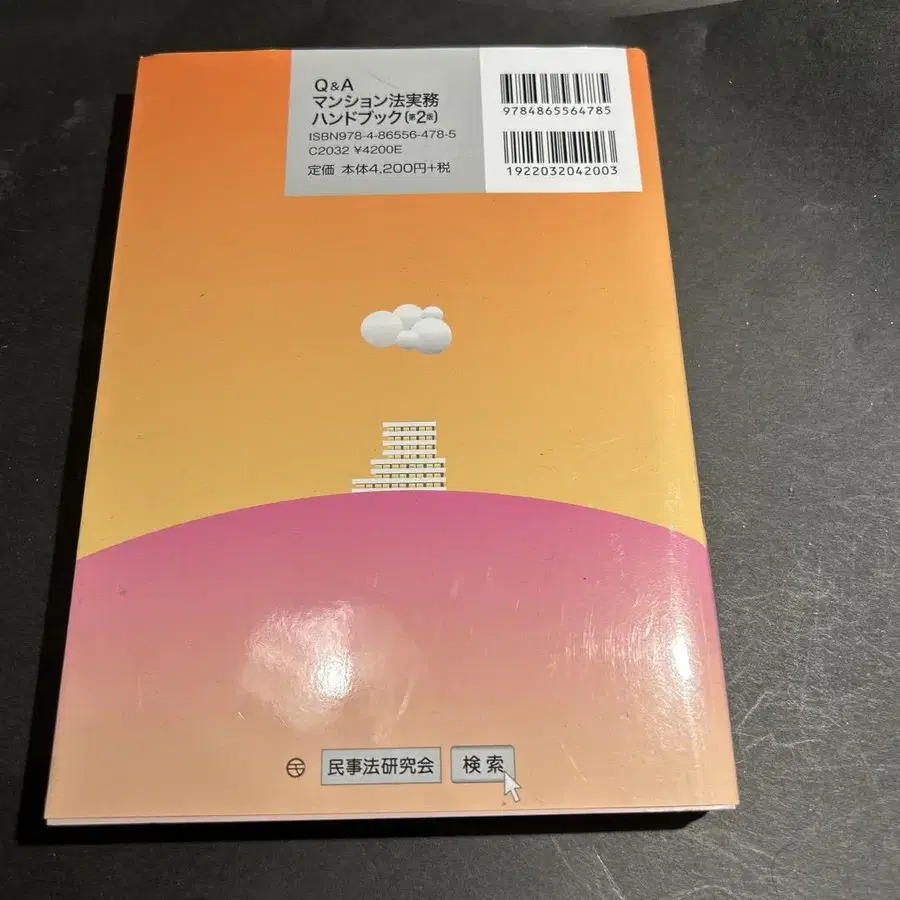 Q&A
マンション法実務
ハンドブック〔第2版〕
ISBN978-4-86556-478-5
C2032 ¥4200E
定価 本体4,200円+税
9784865564785
1922032042003
民事法研究会 検索